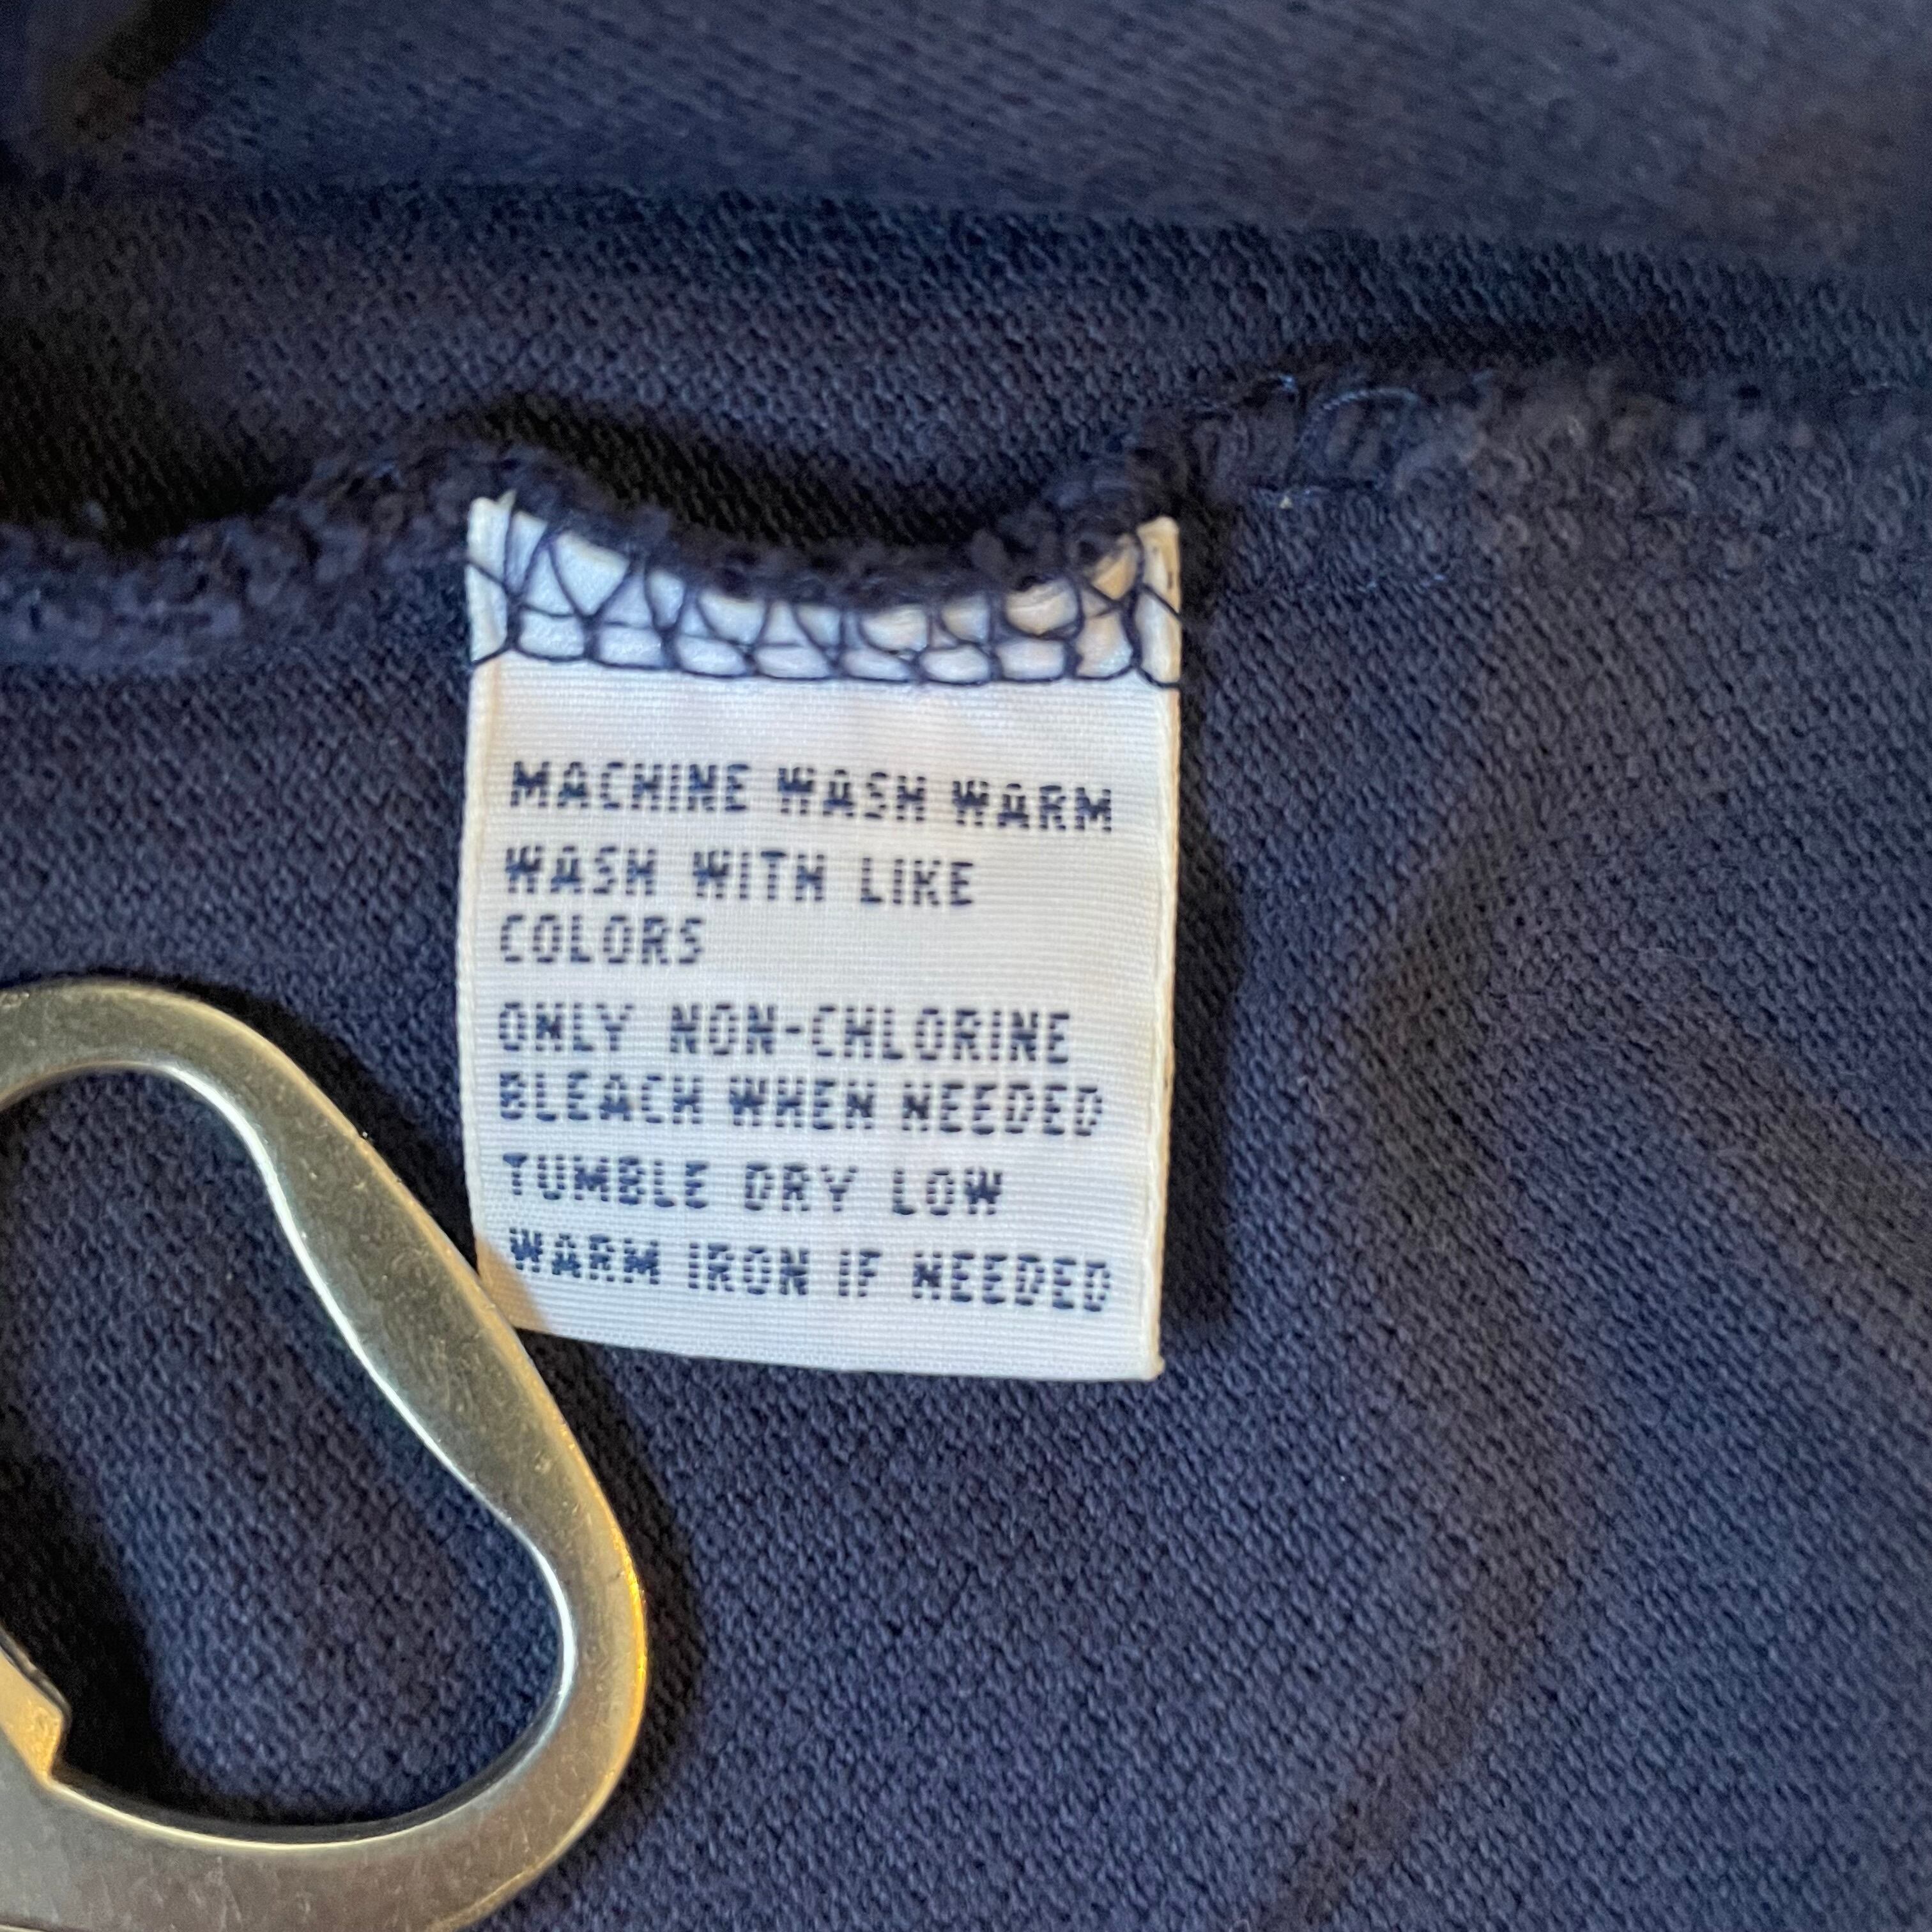 MACHINE WASH WARM
WASH WITH LIKE
COLORS
ONLY NON-CHLORINE
BLEACH WHEN NEEDED
TUMBLE DRY LOW
WARM IRON IF NEEDED